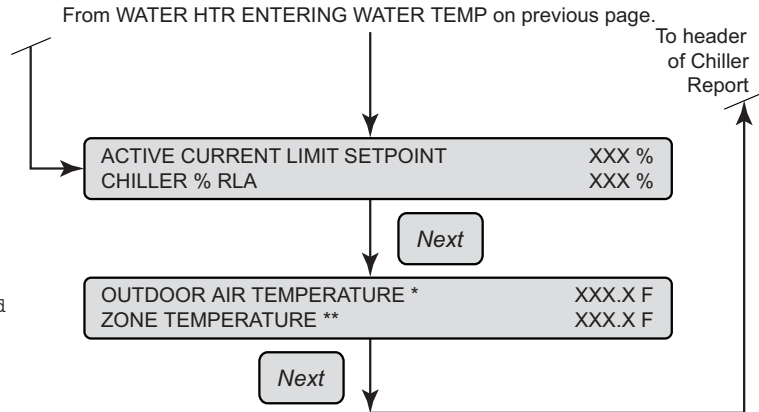 From WATER HTR ENTERING WATER TEMP on previous page.
To header
of Chiller
Report
ACTIVE CURRENT LIMIT SETPOINT XXX %
CHILLER % RLA XXX %
Next
OUTDOOR AIR TEMPERATURE * XXX.X F
ZONE TEMPERATURE ** XXX.X F
Next